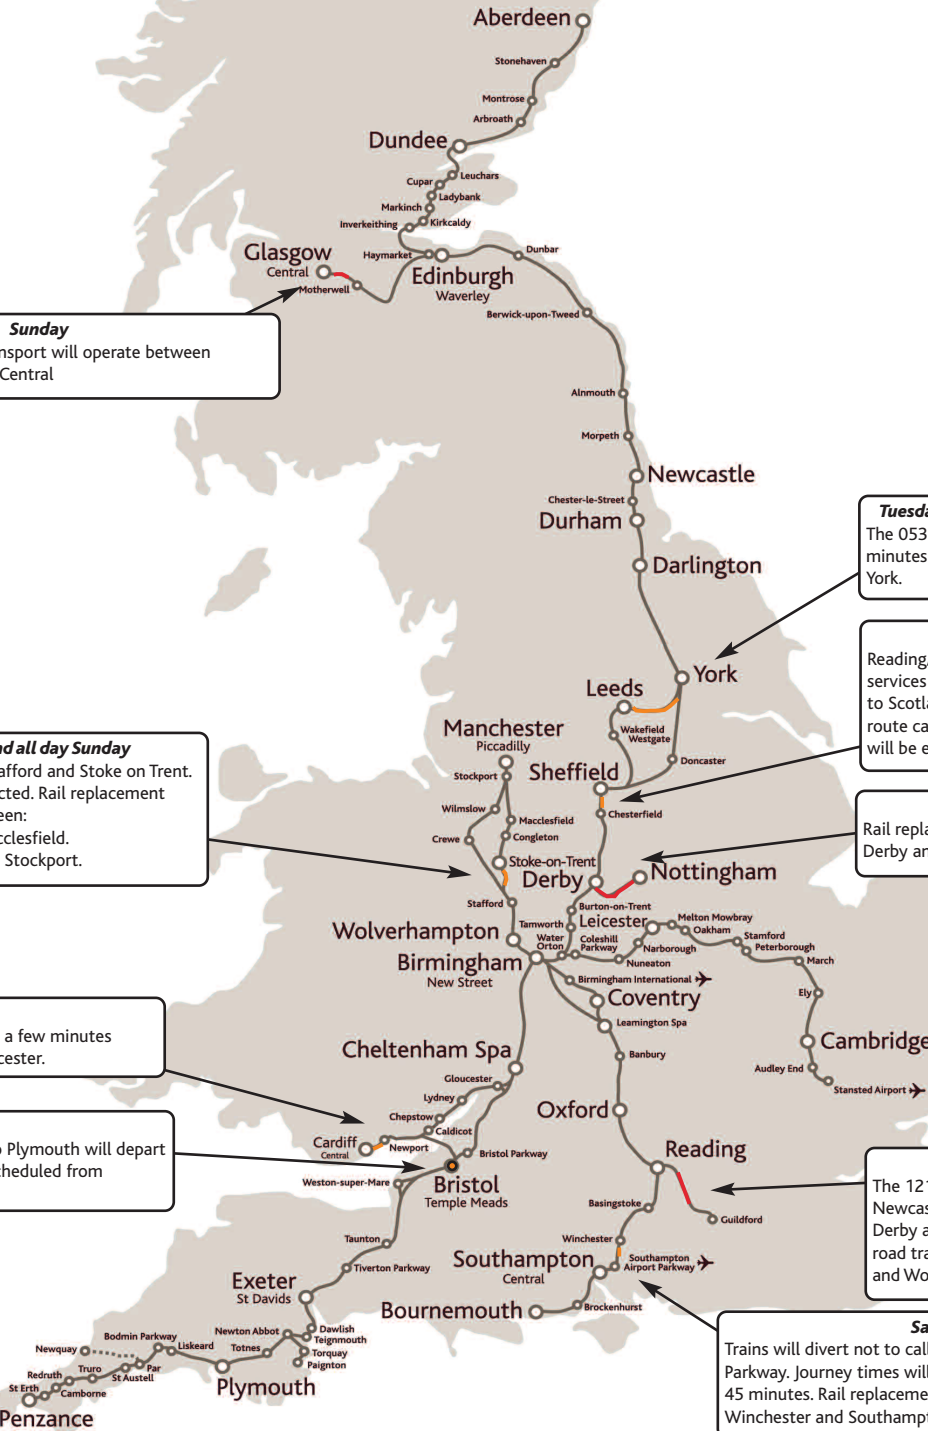 Aberdeen
Stonehaven
Montrose
Arbroath
Dundee
Leuchars
Cupar
Ladybank
Markinch
Kirkcaldy
Inverkeithing
Glasgow
Central
Motherwell
Haymarket
Edinburgh
Waverley
Dunbar
Berwick-upon-Tweed
Sunday
nsport will operate between
Central
Alnmouth
Morpeth
Newcastle
Chester-le-Street
Durham
Darlington
Tuesda
The 053
minutes
York.
York
Leeds
Wakefield
Westgate
Doncaster
Reading,
services
to Scotla
route ca
will be e
Manchester
Piccadilly
Stockport
Sheffield
Chesterfield
Wilmslow
Macclesfield
Crewe
Congleton
nd all day Sunday
afford and Stoke on Trent.
cted. Rail replacement
een:
cclesfield.
Stockport.
Rail repla
Derby an
Stoke-on-Trent
Derby
Nottingham
Stafford
Burton-on-Trent
Tamworth
Leicester
Melton Mowbray
Oakham
Stamford
Peterborough
March
Wolverhampton
Water
Orton
Coleshill
Parkway
Narborough
Nuneaton
Birmingham
New Street
Birmingham International
Ely
Coventry
Leamington Spa
Cambridge
a few minutes
cester.
Cheltenham Spa
Banbury
Audley End
Stansted Airport
Gloucester
Lydney
Chepstow
Caldicot
Oxford
Cardiff
Central
Newport
Bristol Parkway
o Plymouth will depart
cheduled from
Bristol
Temple Meads
Weston-super-Mare
Reading
Basingstoke
Guildford
The 121
Newcas
Derby a
road tra
and Wo
Winchester
Taunton
Tiverton Parkway
Southampton
Central
Southampton
Airport Parkway
Exeter
St Davids
Bournemouth
Brockenhurst
Sa
Trains will divert not to call
Parkway. Journey times will
45 minutes. Rail replaceme
Winchester and Southampt
Newton Abbot
Dawlish
Teignmouth
Torquay
Paignton
Totnes
Bodmin Parkway
Liskeard
Newquay
Par
St Austell
Truro
Redruth
Camborne
St Erth
Plymouth
Penzance